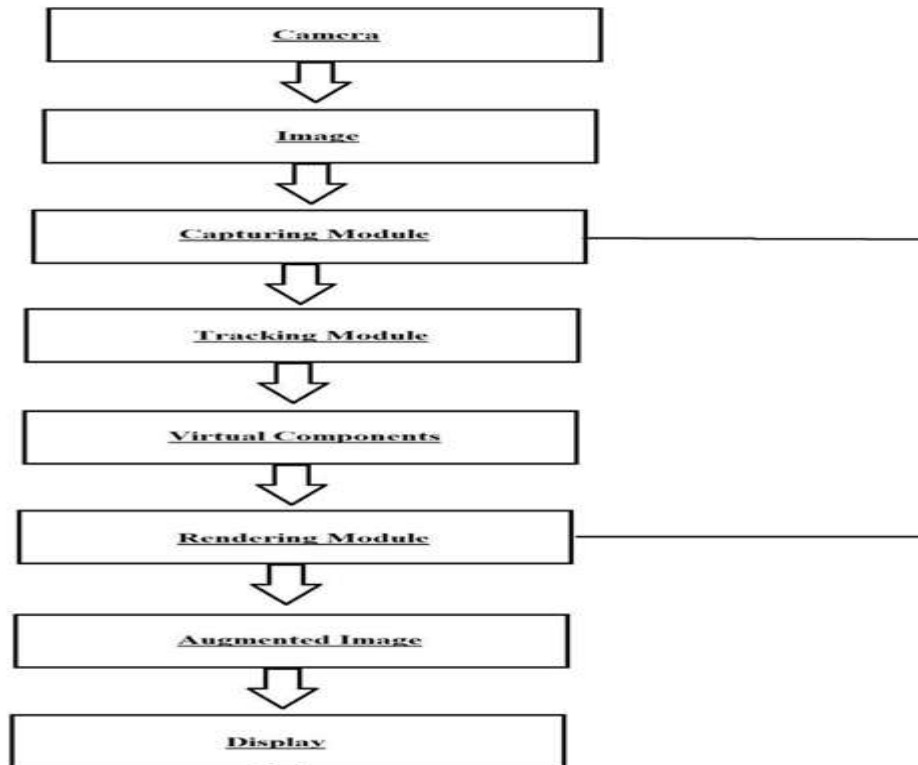 Camera
Image
Capturing Module
Tracking Module
Virtual Components
Rendering Module
Augmented Image
Display